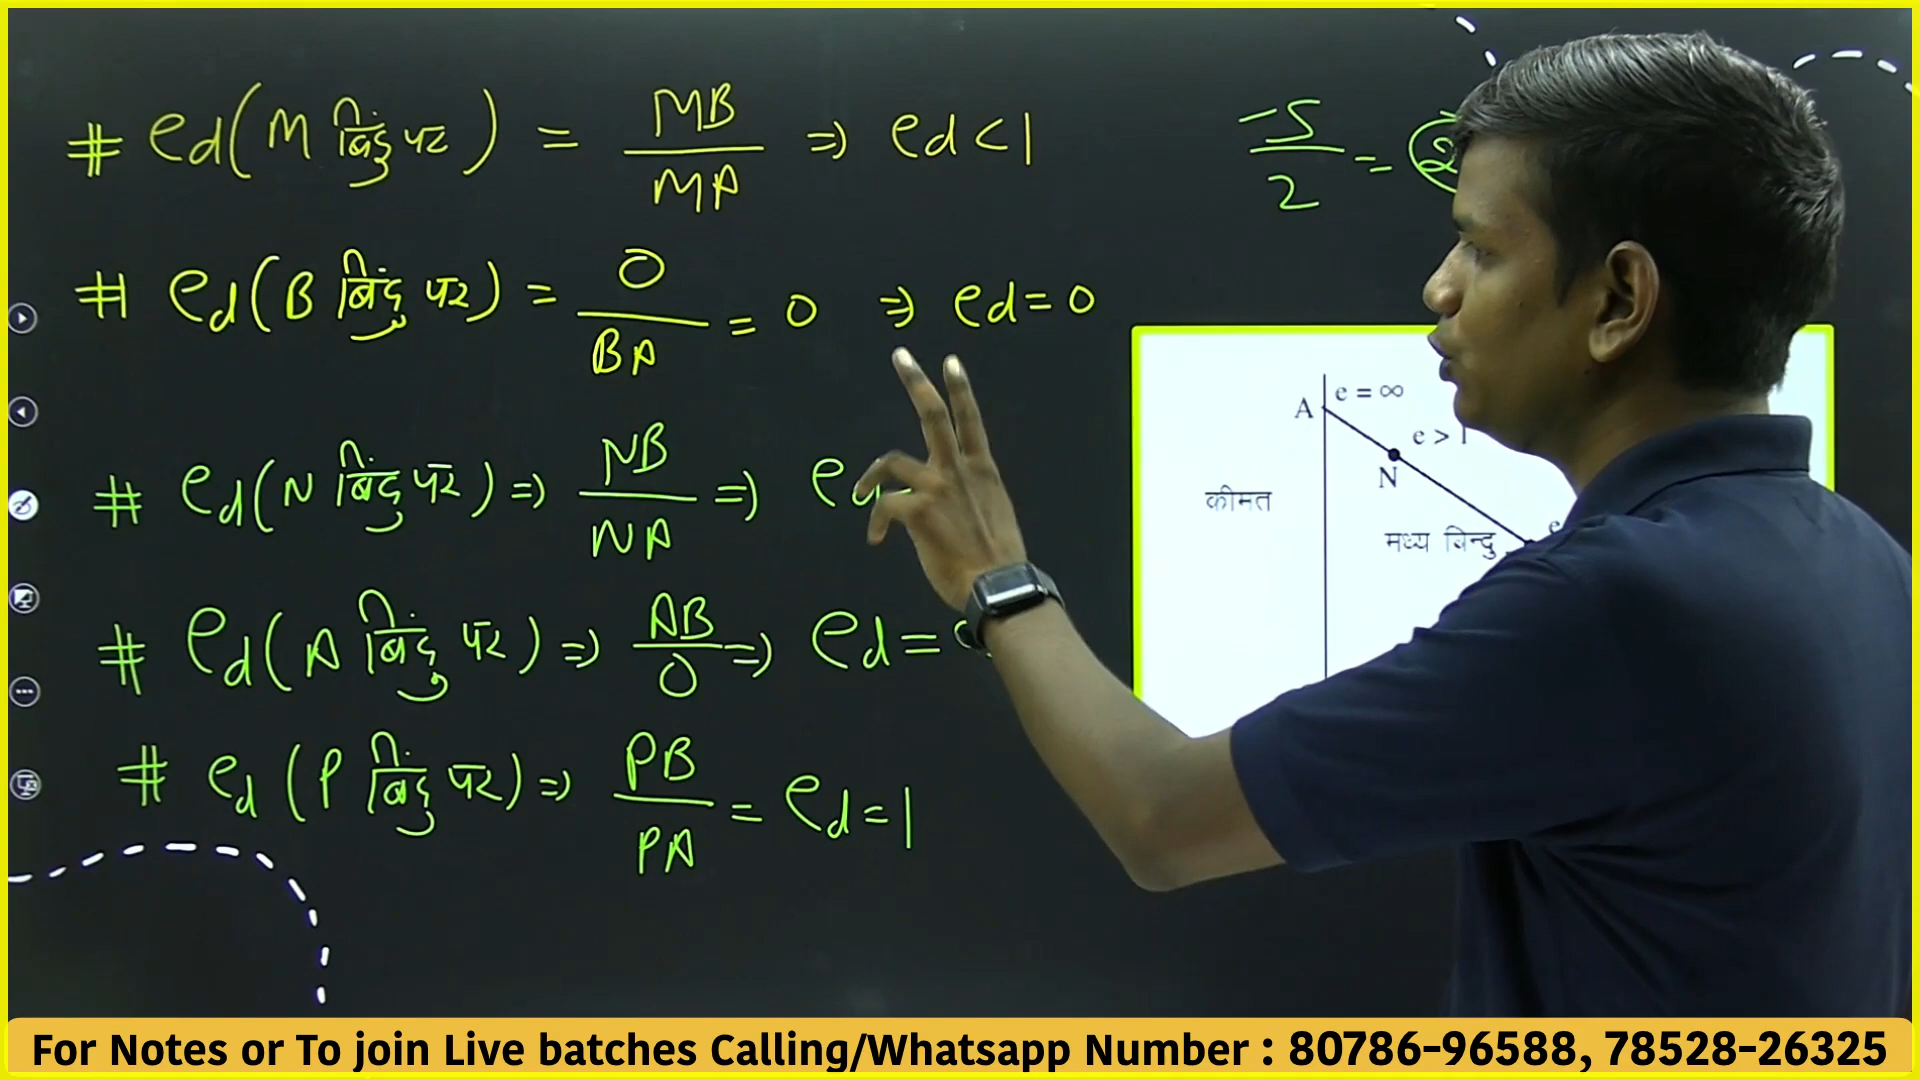 # ed(M बिंदु पर) = MB/MA ⇒ ed<1
# ed(B बिंदु पर) = 0/BA = 0 ⇒ ed=0
# ed(N बिंदु पर) ⇒ NB/NA ⇒
# ed(A बिंदु पर) ⇒ AB/0 ⇒ ed=
# ed(P बिंदु पर) ⇒ PB/PA = ed=1
-5/2 =
A e = ∞
e > 1
N
कीमत
मध्य बिन्दु
For Notes or To join Live batches Calling/Whatsapp Number : 80786-96588, 78528-26325